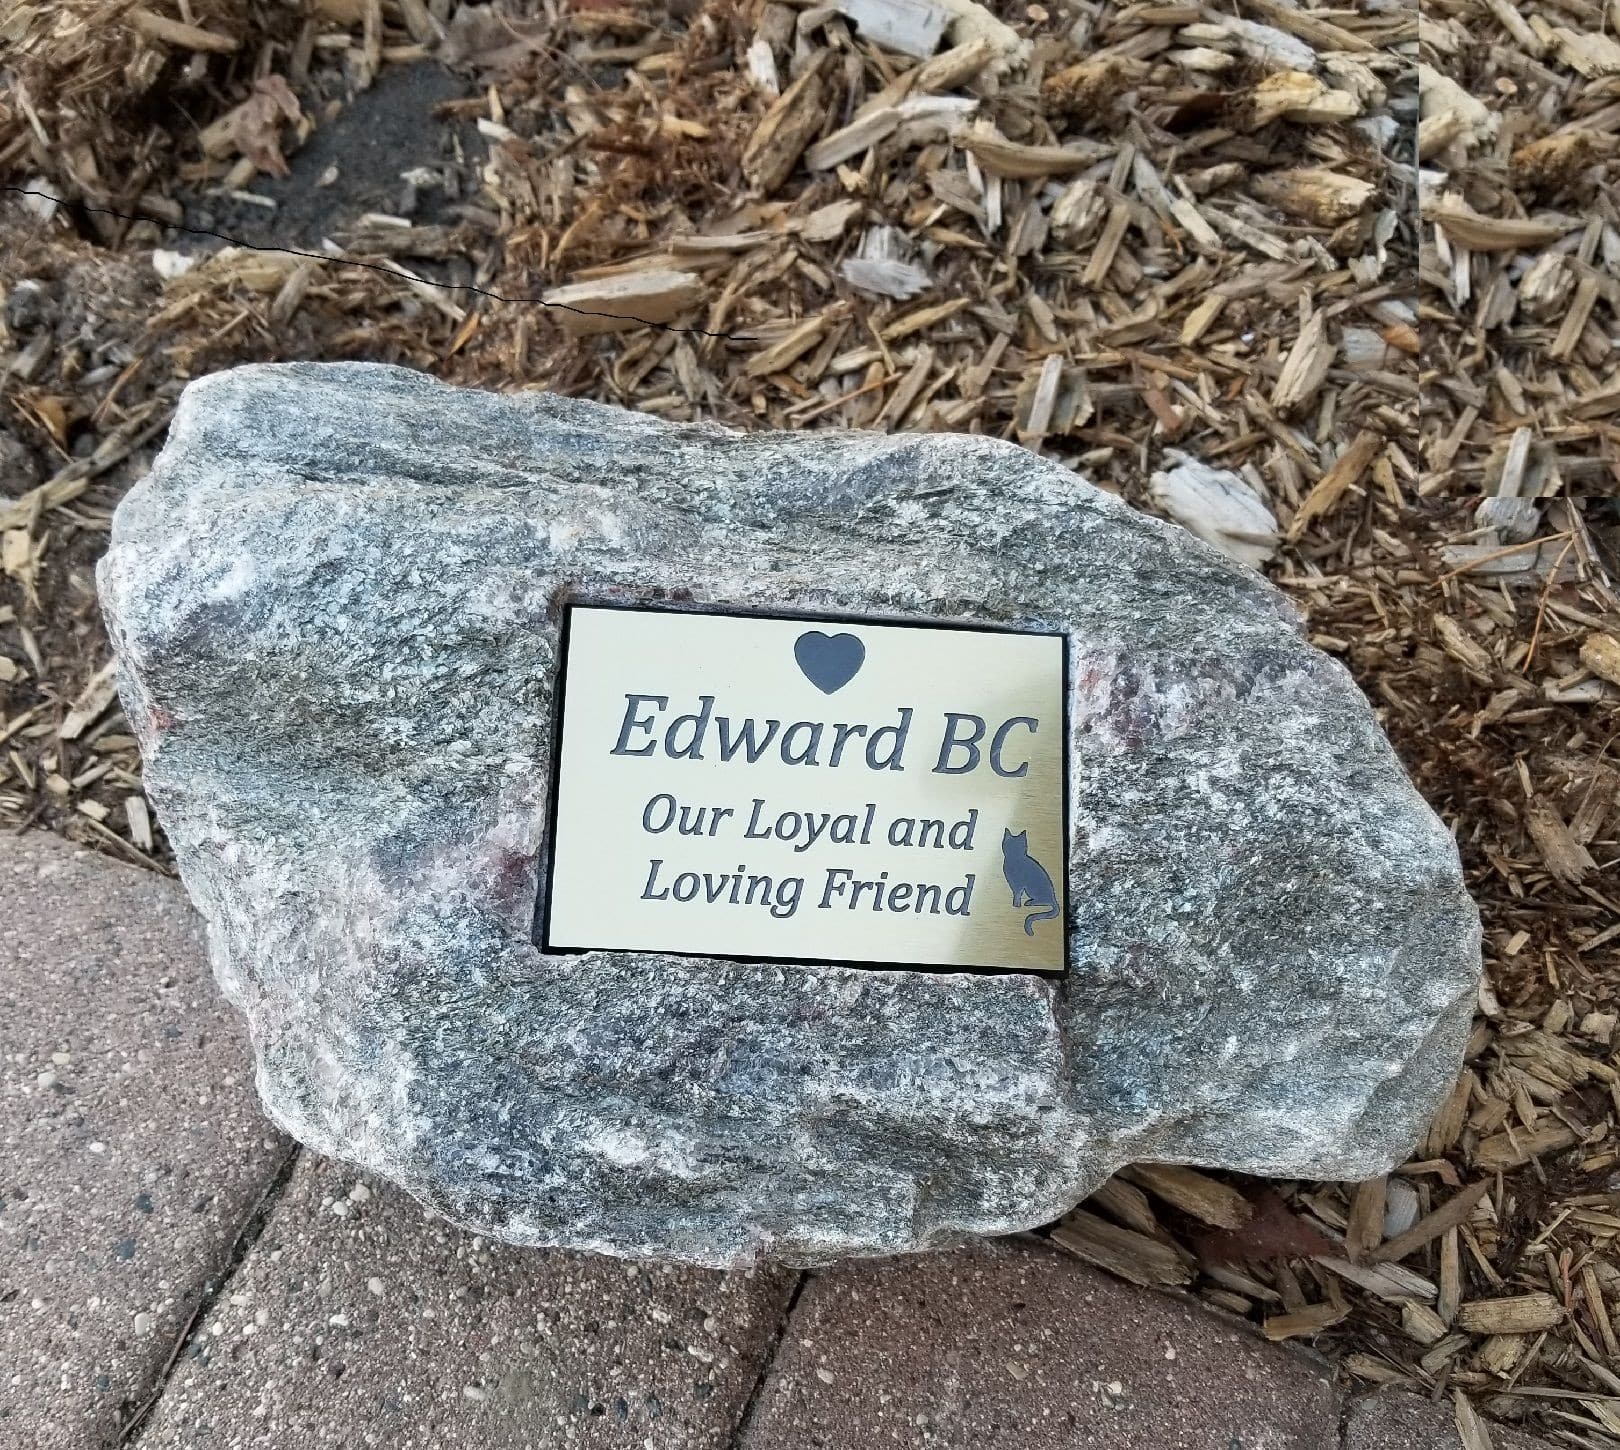 Edward BC
Our Loyal and
Loving Friend